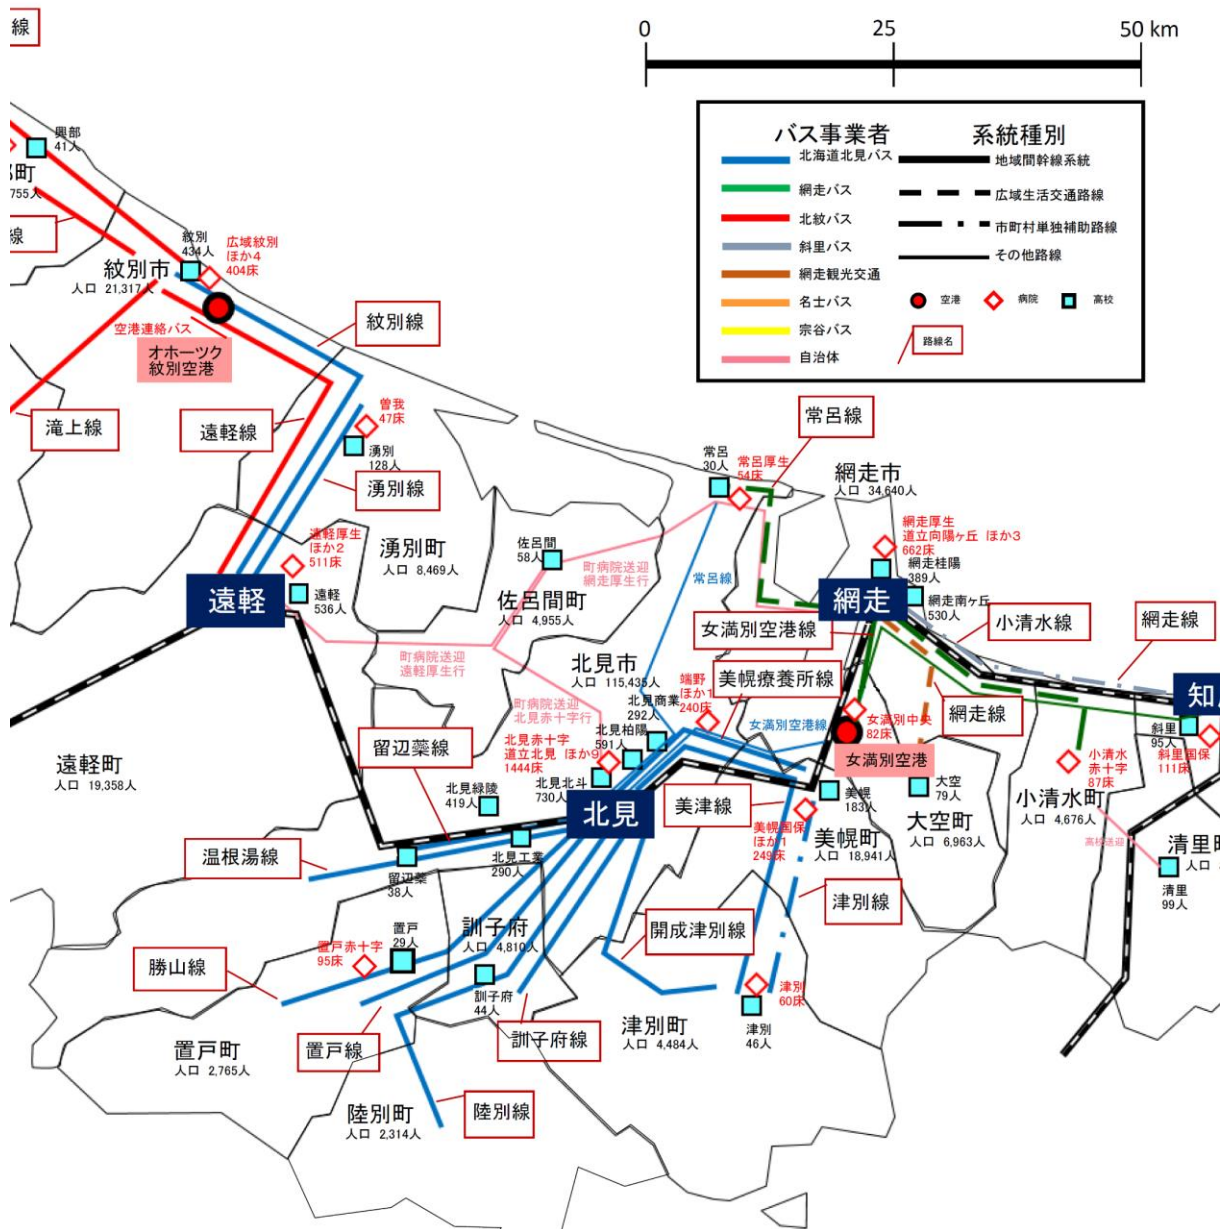 線
0
25
50 km
バス事業者
系統種別
北海道北見バス
網走バス
北紋バス
斜里バス
網走観光交通
名士バス
宗谷バス
自治体
地域間幹線系統
広域生活交通路線
市町村単独補助路線
その他路線
空港
病院
高校
路線名
興部
41人
町
755人
線
紋別
434人
広域紋別
ほか4
404床
紋別市
人口 21,317人
空港連絡バス
オホーツク
紋別空港
紋別線
滝上線
遠軽線
曽我
47床
湧別
128人
湧別線
常呂線
常呂
30人
常呂厚生
54床
網走市
人口 34,640人
網走厚生
道立向陽ヶ丘 ほか3
662床
網走桂陽
389人
網走南ヶ丘
530人
遠軽厚生
ほか2
511床
遠軽
遠軽
536人
湧別町
人口 8,469人
佐呂間
58人
町病院送迎
網走厚生行
佐呂間町
人口 4,955人
常呂線
網走
小清水線
網走線
女満別空港線
町病院送迎
遠軽厚生行
北見市
人口 115,435人
美幌療養所線
端野
ほか1
240床
知
町病院送迎
北見赤十字行
北見商業
292人
北見柏陽
591人
女満別空港線
女満別中央
82床
網走線
斜里
95人
斜里国保
111床
留辺蘂線
北見赤十字
道立北見 ほか9
1444床
女満別空港
小清水
赤十字
87床
遠軽町
人口 19,358人
北見北斗
730人
北見緑陵
419人
北見
美津線
美幌
183人
大空
79人
小清水町
人口 4,676人
美幌国保
ほか1
249床
美幌町
人口 18,941人
大空町
人口 6,963人
高校送迎
清里町
人口
清里
99人
温根湯線
留辺蘂
38人
北見工業
290人
津別線
置戸
29人
訓子府
人口 4,810人
開成津別線
置戸赤十字
95床
勝山線
訓子府
44人
津別
60床
津別町
人口 4,484人
津別
46人
置戸町
人口 2,765人
置戸線
訓子府線
陸別町
人口 2,314人
陸別線